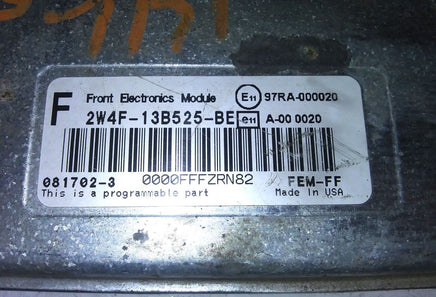 F Front Electronics Module E11 97RA-000020
2W4F-13B525-BE e11 A-00 0020
081702-3 0000FFFZRN82 FEM-FF
This is a programmable part Made In USA